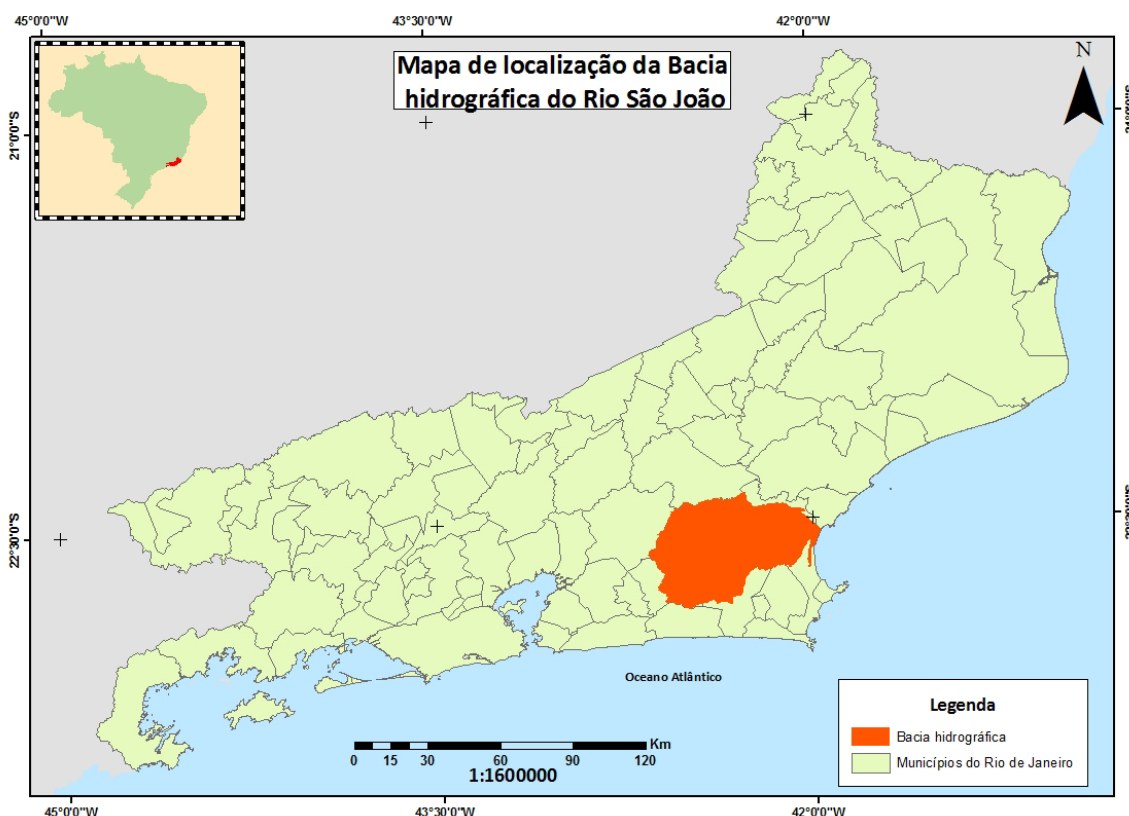 45°0'0"W
43°30'0"W
42°0'0"W
Mapa de localização da Bacia
hidrográfica do Rio São João
N
21°0'0"S
22°30'0"S
Oceano Atlântico
Legenda
Bacia hidrográfica
Municípios do Rio de Janeiro
Km
0 15 30 60 90 120
1:1600000
45°0'0"W
43°30'0"W
42°0'0"W